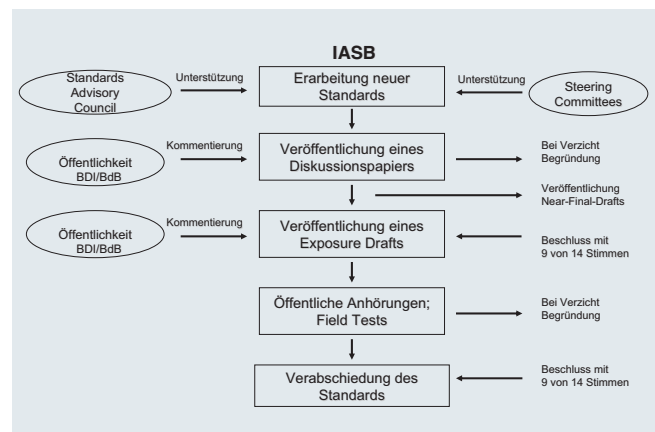 IASB
Standards
Advisory
Council
Unterstützung
Erarbeitung neuer
Standards
Unterstützung
Steering
Committees
Öffentlichkeit
BDI/BdB
Kommentierung
Veröffentlichung eines
Diskussionspapiers
Bei Verzicht
Begründung
Veröffentlichung
Near-Final-Drafts
Öffentlichkeit
BDI/BdB
Kommentierung
Veröffentlichung eines
Exposure Drafts
Beschluss mit
9 von 14 Stimmen
Öffentliche Anhörungen;
Field Tests
Bei Verzicht
Begründung
Verabschiedung des
Standards
Beschluss mit
9 von 14 Stimmen